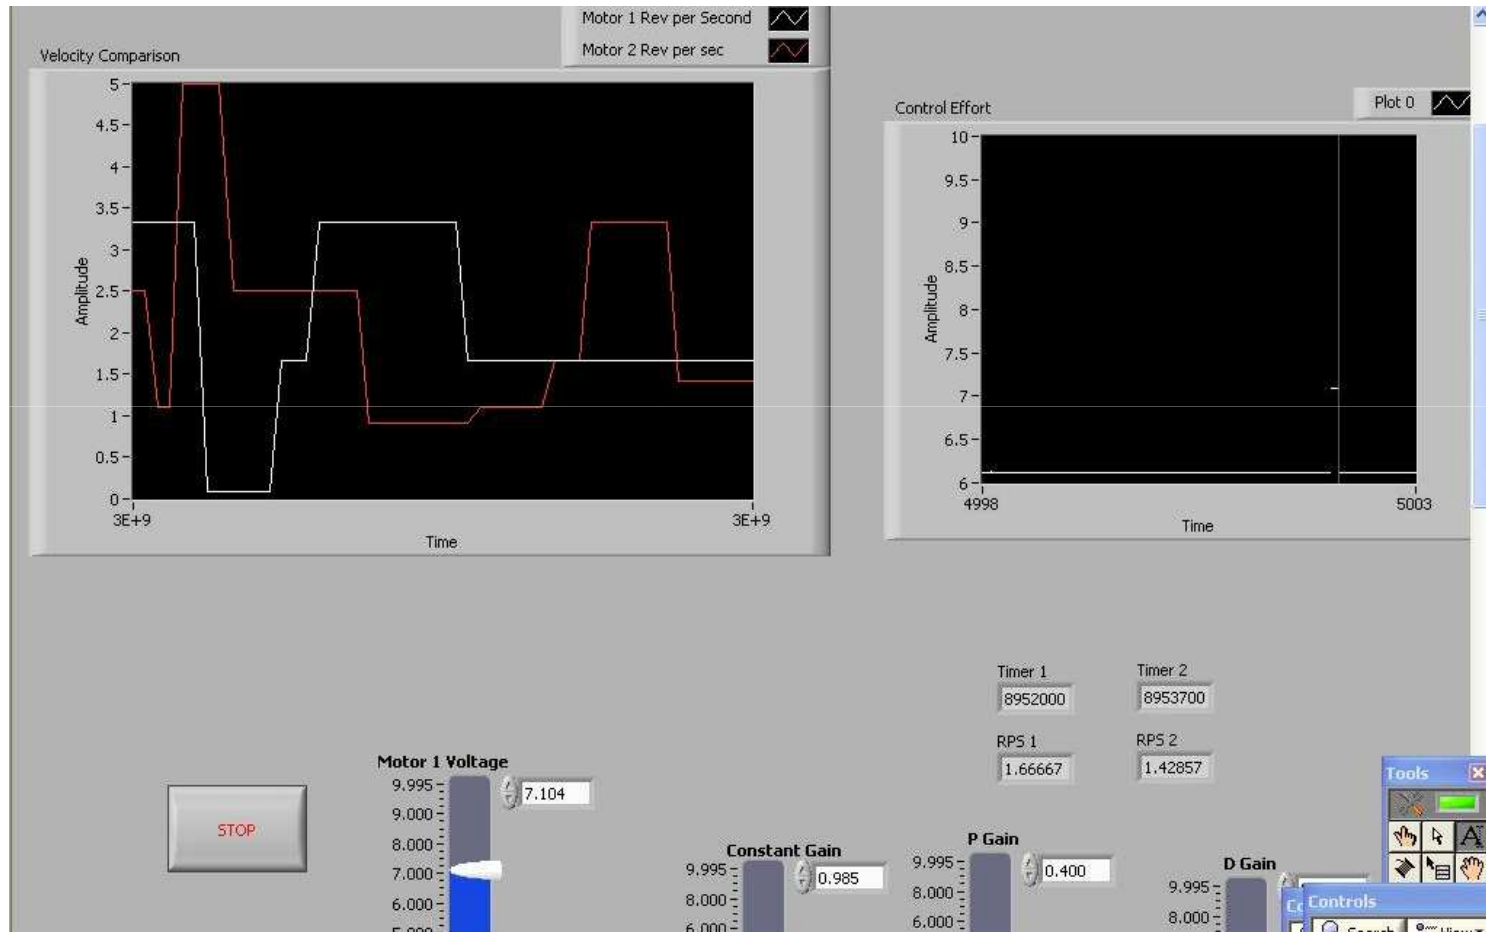 Motor 1 Rev per Second
Motor 2 Rev per sec
Velocity Comparison
5
4.5
4
3.5
3
2.5
2
1.5
1
0.5
0
Amplitude
3E+9
3E+9
Time
Control Effort
Plot 0
10
9.5
9
8.5
8
7.5
7
6.5
6
Amplitude
4998
5003
Time
Timer 1
8952000
Timer 2
8953700
RPS 1
1.66667
RPS 2
1.42857
STOP
Motor 1 Voltage
9.995
9.000
8.000
7.000
6.000
7.104
Constant Gain
9.995
8.000
6.000
0.985
P Gain
9.995
8.000
6.000
0.400
D Gain
9.995
8.000
Tools
A
Controls
Search
View